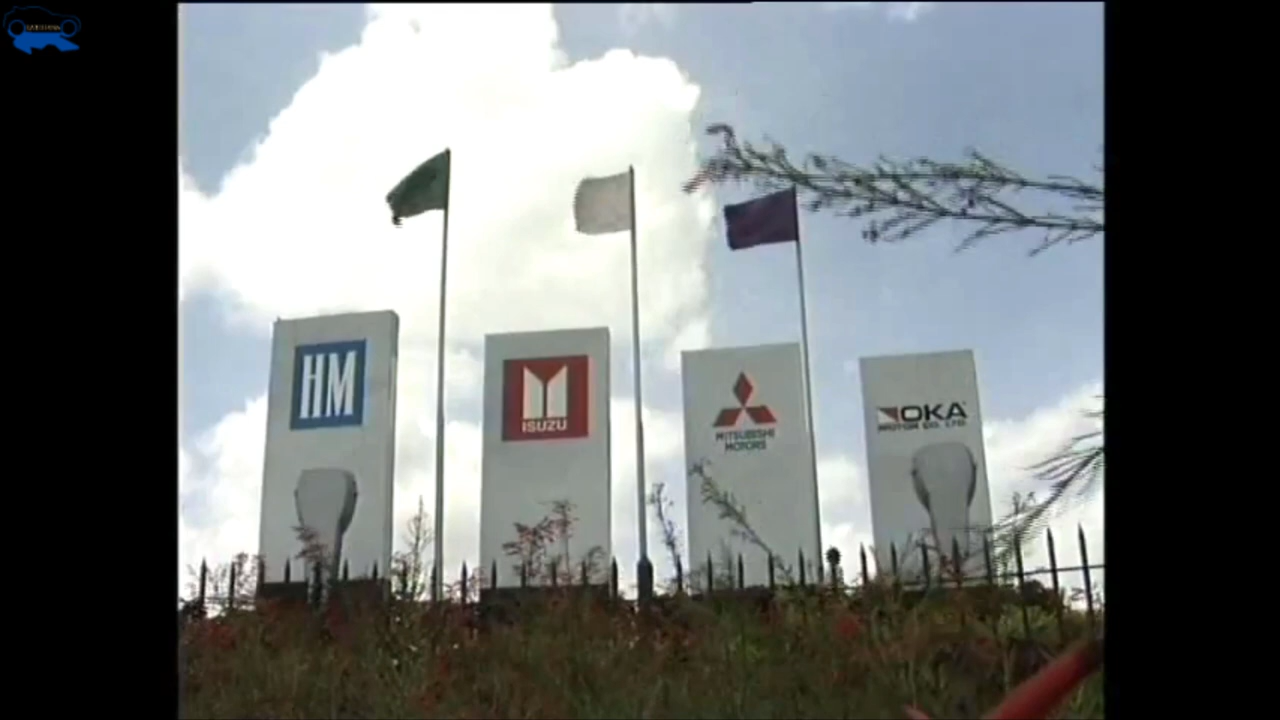 HM
ISUZU
MITSUBISHI
MOTORS
OKA
MOTOR CO. LTD.